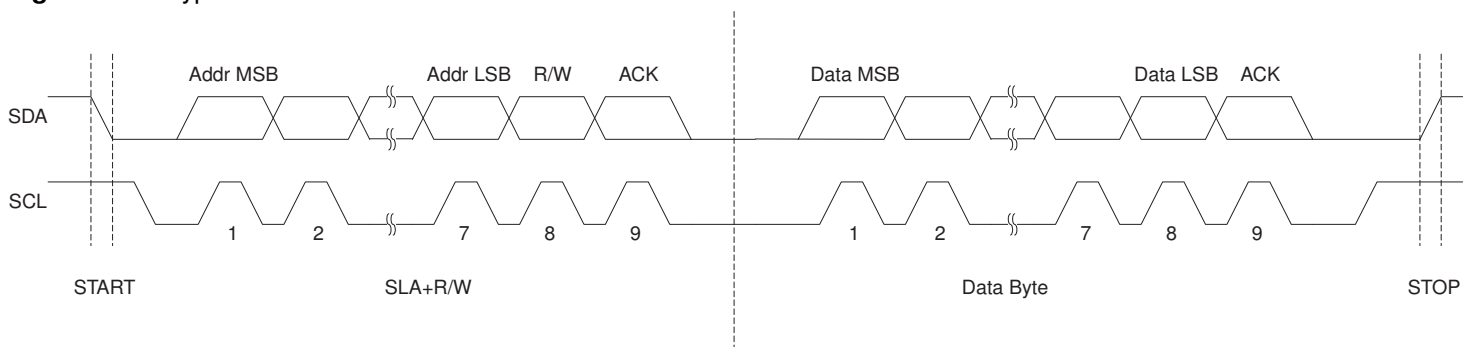 Addr MSB Addr LSB R/W ACK Data MSB Data LSB ACK
SDA
SCL
1 2 7 8 9 1 2 7 8 9
START SLA+R/W Data Byte STOP